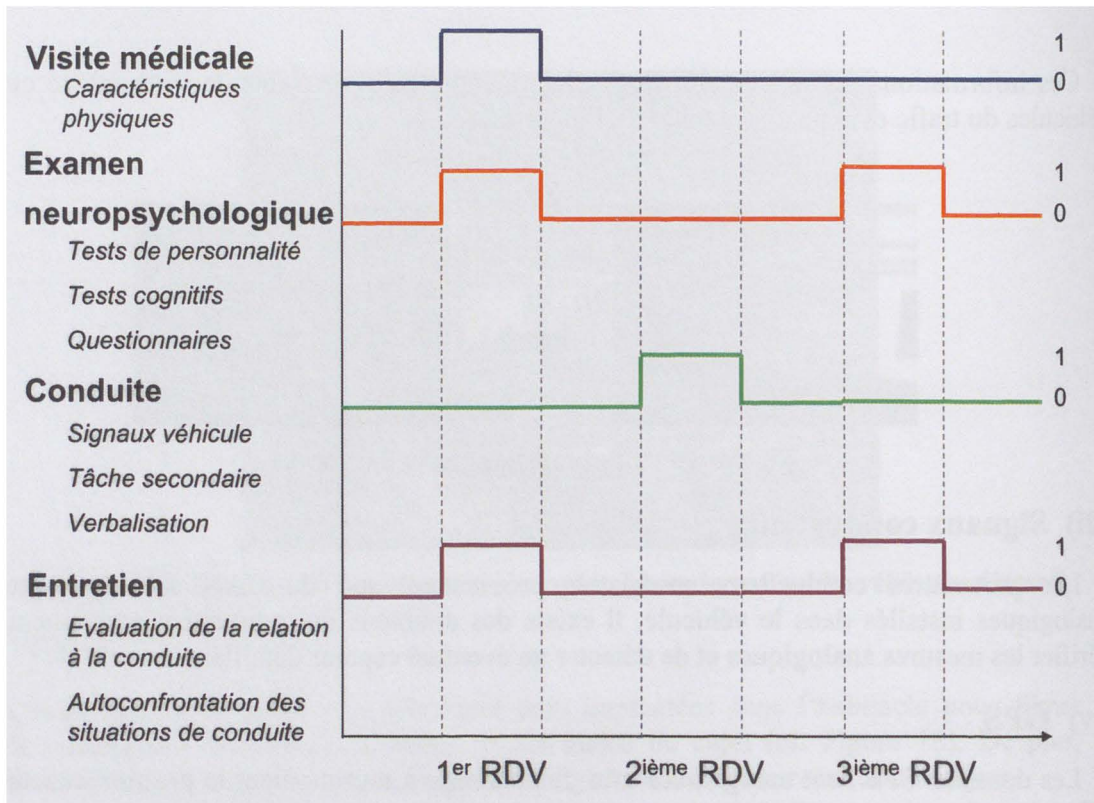 Visite médicale
Caractéristiques
physiques
1
0
Examen
neuropsychologique
1
0
Tests de personnalité
Tests cognitifs
Questionnaires
Conduite
1
0
Signaux véhicule
Tâche secondaire
Verbalisation
Entretien
1
0
Evaluation de la relation
à la conduite
Autoconfrontation des
situations de conduite
1er RDV 2ième RDV 3ième RDV